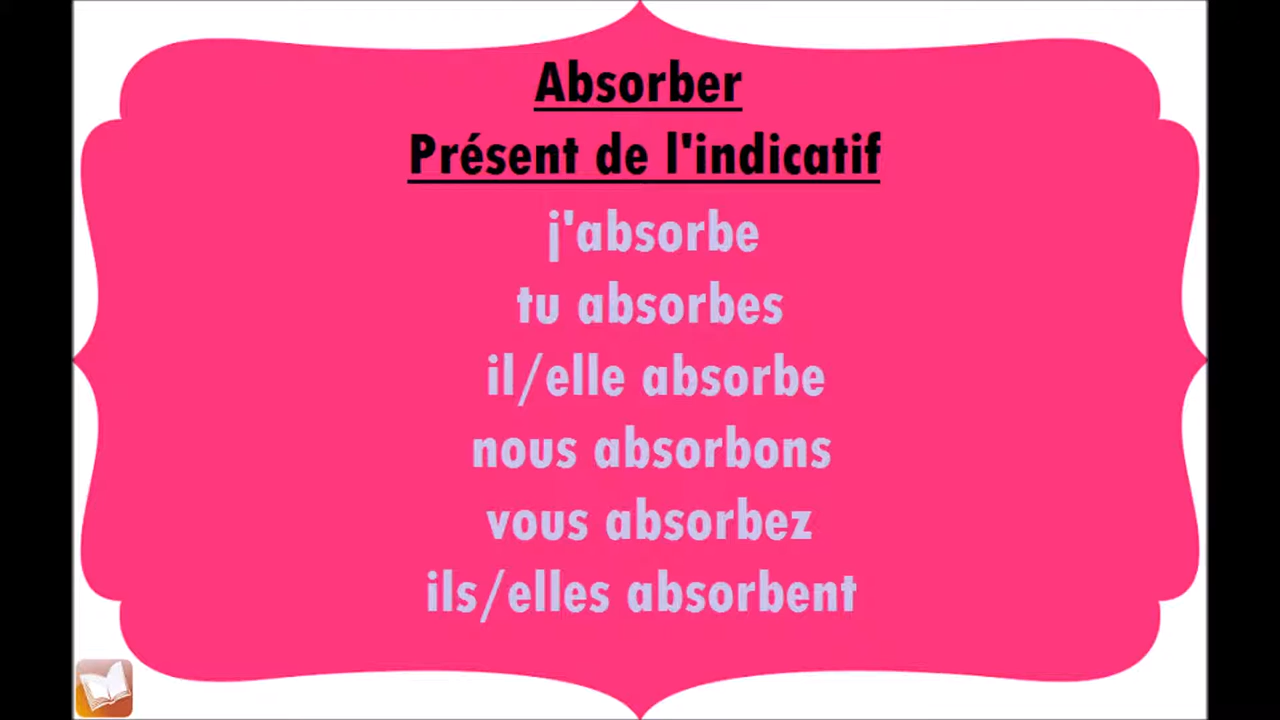 Absorber
Présent de l'indicatif
j'absorbe
tu absorbes
il/elle absorbe
nous absorbons
vous absorbez
ils/elles absorbent